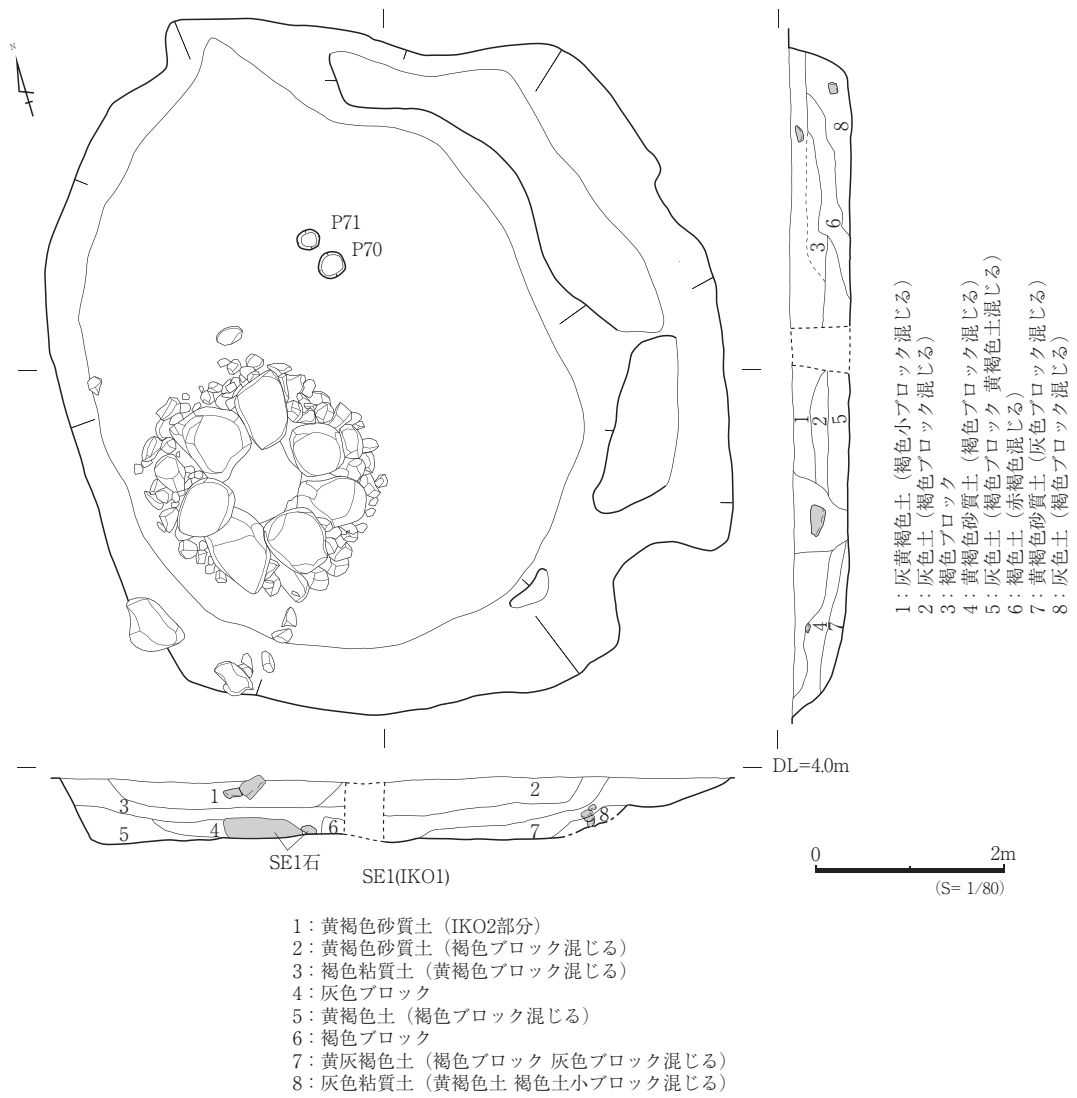 N
P71
P70
8
6
3
1
2
5
4
7
1：灰黄褐色土（褐色小ブロック混じる）
2：灰色土（褐色ブロック混じる）
3：褐色ブロック
4：黄褐色砂質土（褐色ブロック混じる）
5：灰色土（褐色ブロック 黄褐色土混じる）
6：褐色土（赤褐色混じる）
7：黄褐色砂質土（灰色ブロック混じる）
8：灰色土（褐色ブロック混じる）
DL=4.0m
1
2
3
8
5
4
6
7
SE1石
SE1(IKO1)
0 2m
（S= 1/80）
1：黄褐色砂質土（IKO2部分）
2：黄褐色砂質土（褐色ブロック混じる）
3：褐色粘質土（黄褐色ブロック混じる）
4：灰色ブロック
5：黄褐色土（褐色ブロック混じる）
6：褐色ブロック
7：黄灰褐色土（褐色ブロック 灰色ブロック混じる）
8：灰色粘質土（黄褐色土 褐色土小ブロック混じる）